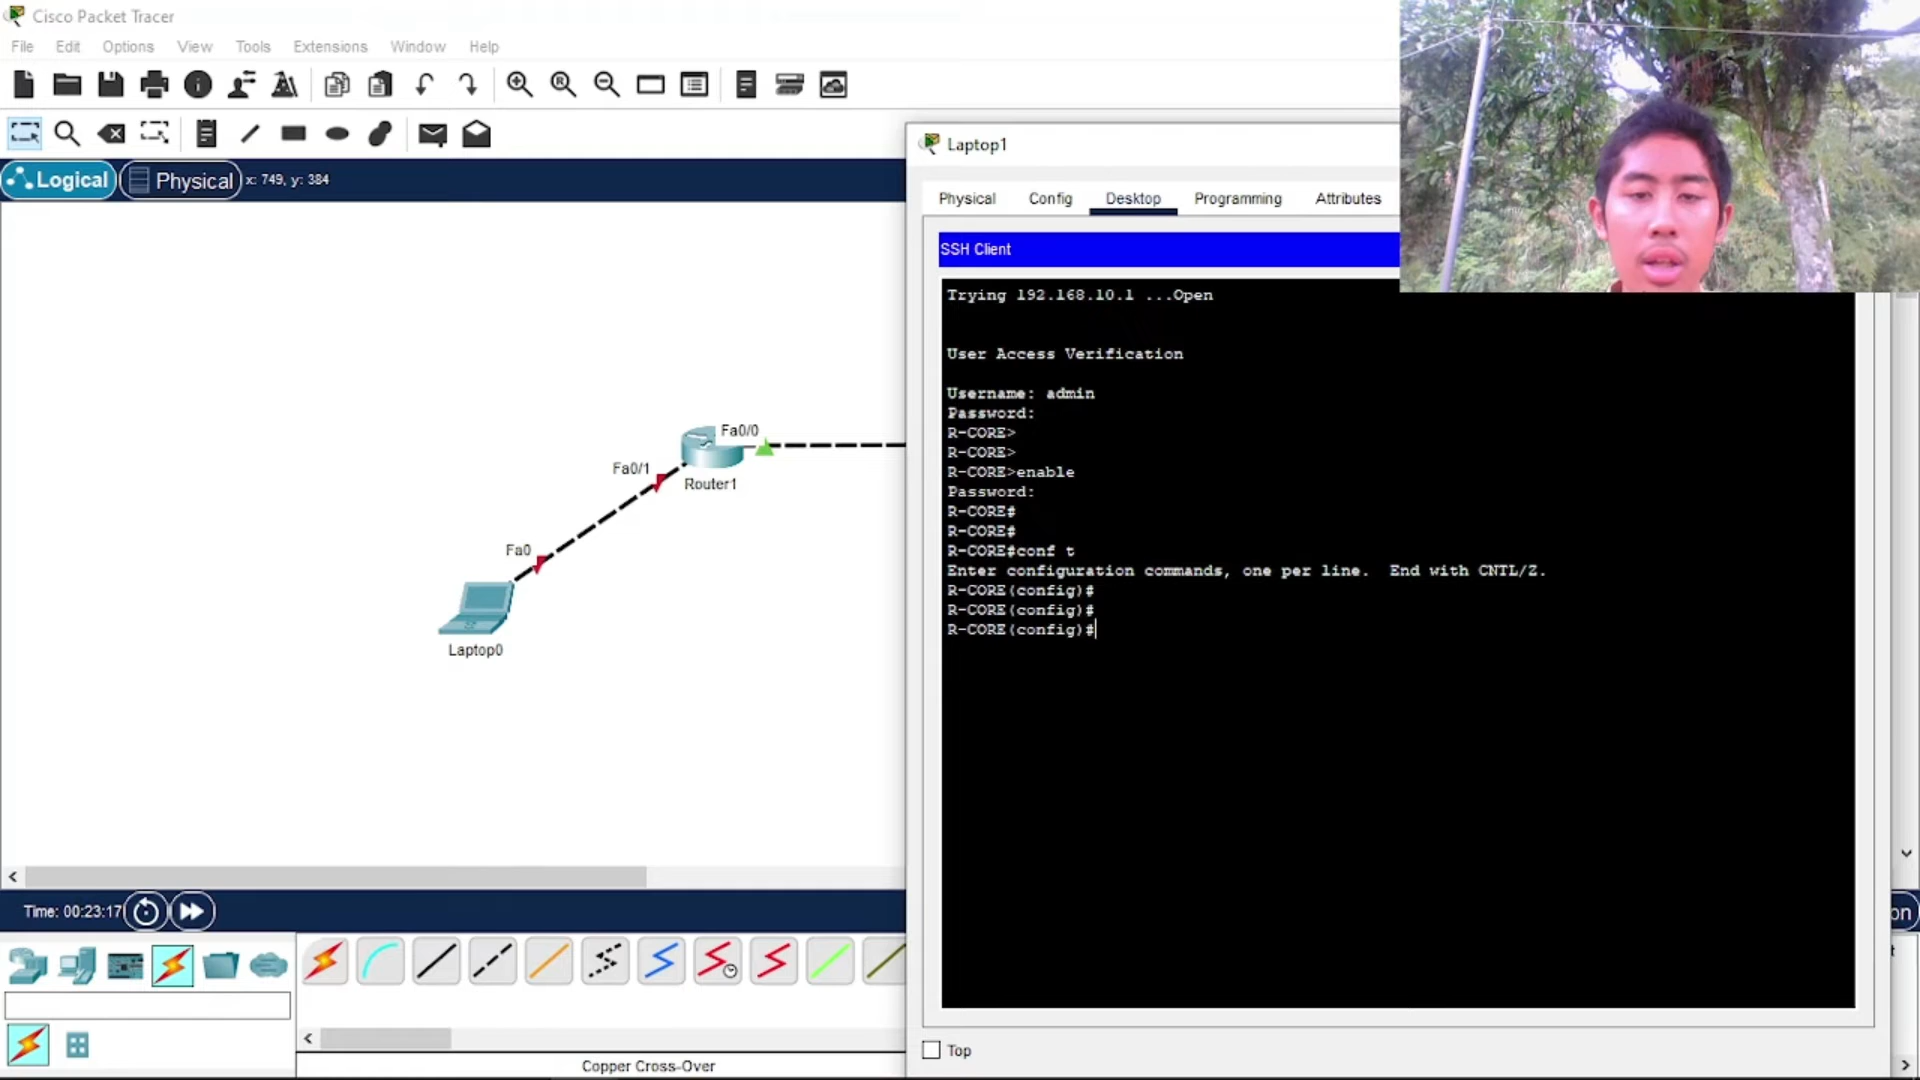 Cisco Packet Tracer
File Edit Options View Tools Extensions Window Help
Logical Physical x: 749, y: 384
Laptop1
Physical Config Desktop Programming Attributes
SSH Client
Trying 192.168.10.1 ...Open
User Access Verification
Username: admin
Password:
R-CORE>
R-CORE>
R-CORE>enable
Password:
R-CORE#
R-CORE#
R-CORE#conf t
Enter configuration commands, one per line.  End with CNTL/Z.
R-CORE(config)#
R-CORE(config)#
R-CORE(config)#
Fa0/0
Fa0/1
Router1
Fa0
Laptop0
Time: 00:23:17
on
t
Copper Cross-Over
Top